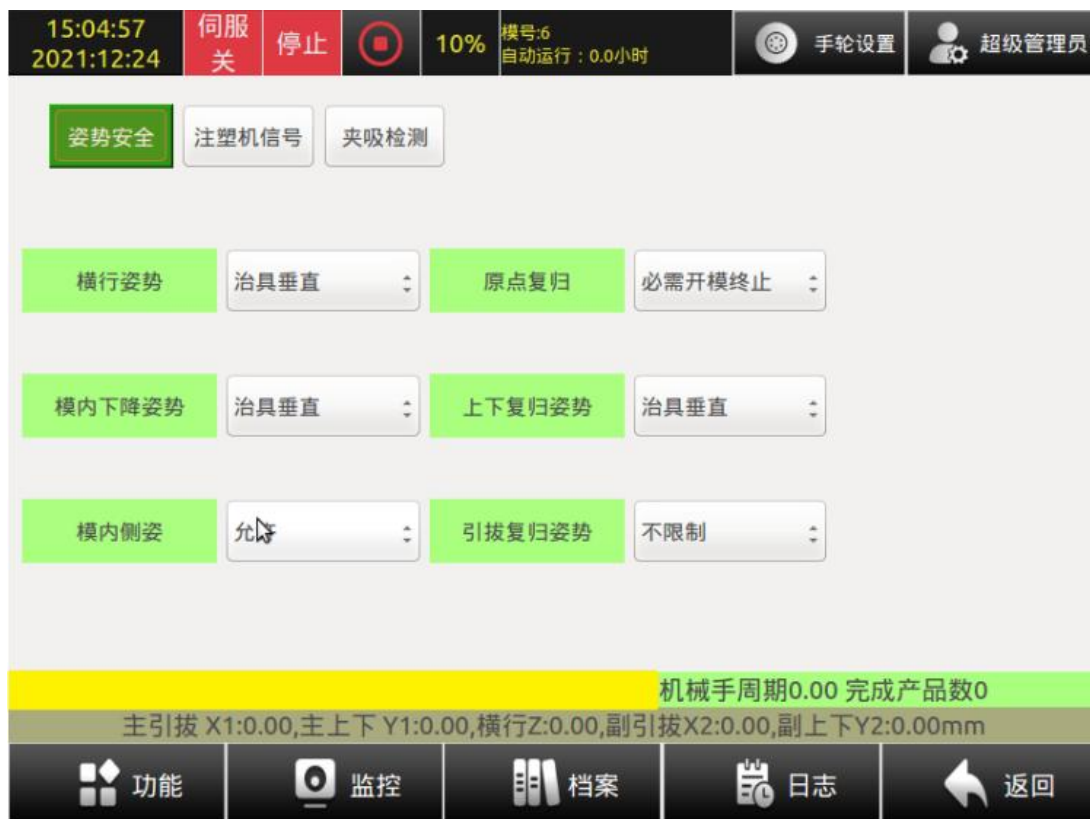 15:04:57
2021:12:24
伺服
关
停止
10%
模号:6
自动运行：0.0小时
手轮设置
超级管理员
姿势安全
注塑机信号
夹吸检测
横行姿势
治具垂直
原点复归
必需开模终止
模内下降姿势
治具垂直
上下复归姿势
治具垂直
模内侧姿
允
引拔复归姿势
不限制
机械手周期0.00 完成产品数0
主引拔 X1:0.00,主上下 Y1:0.00,横行Z:0.00,副引拔X2:0.00,副上下Y2:0.00mm
功能
监控
档案
日志
返回